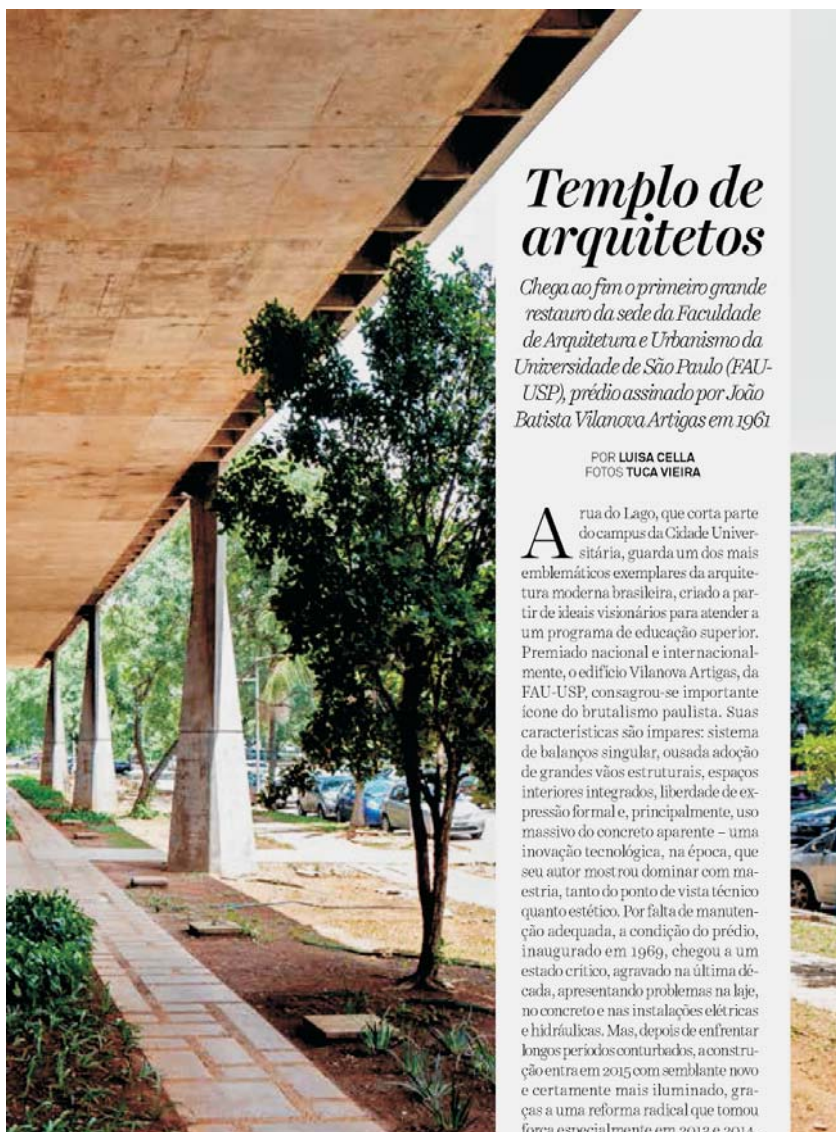 Templo de
arquitetos
Chega ao fim o primeiro grande
restauro da sede da Faculdade
de Arquitetura e Urbanismo da
Universidade de São Paulo (FAU-
USP), prédio assinado por João
Batista Vilanova Artigas em 1961
POR LUISA CELLA
FOTOS TUCA VIEIRA
A rua do Lago, que corta parte
do campus da Cidade Univer-
sitária, guarda um dos mais
emblemáticos exemplares da arquite-
tura moderna brasileira, criado a par-
tir de ideais visionários para atender a
um programa de educação superior.
Premiado nacional e internacional-
mente, o edifício Vilanova Artigas, da
FAU-USP, consagrou-se importante
ícone do brutalismo paulista. Suas
características são ímpares: sistema
de balanços singular, ousada adoção
de grandes vãos estruturais, espaços
interiores integrados, liberdade de ex-
pressão formal e, principalmente, uso
massivo do concreto aparente – uma
inovação tecnológica, na época, que
seu autor mostrou dominar com ma-
estria, tanto do ponto de vista técnico
quanto estético. Por falta de manuten-
ção adequada, a condição do prédio,
inaugurado em 1969, chegou a um
estado crítico, agravado na última dé-
cada, apresentando problemas na laje,
no concreto e nas instalações elétricas
e hidráulicas. Mas, depois de enfrentar
longos períodos conturbados, a constru-
ção entra em 2015 com semblante novo
e certamente mais iluminado, gra-
ças a uma reforma radical que tomou
força especialmente em 2013 e 2014.